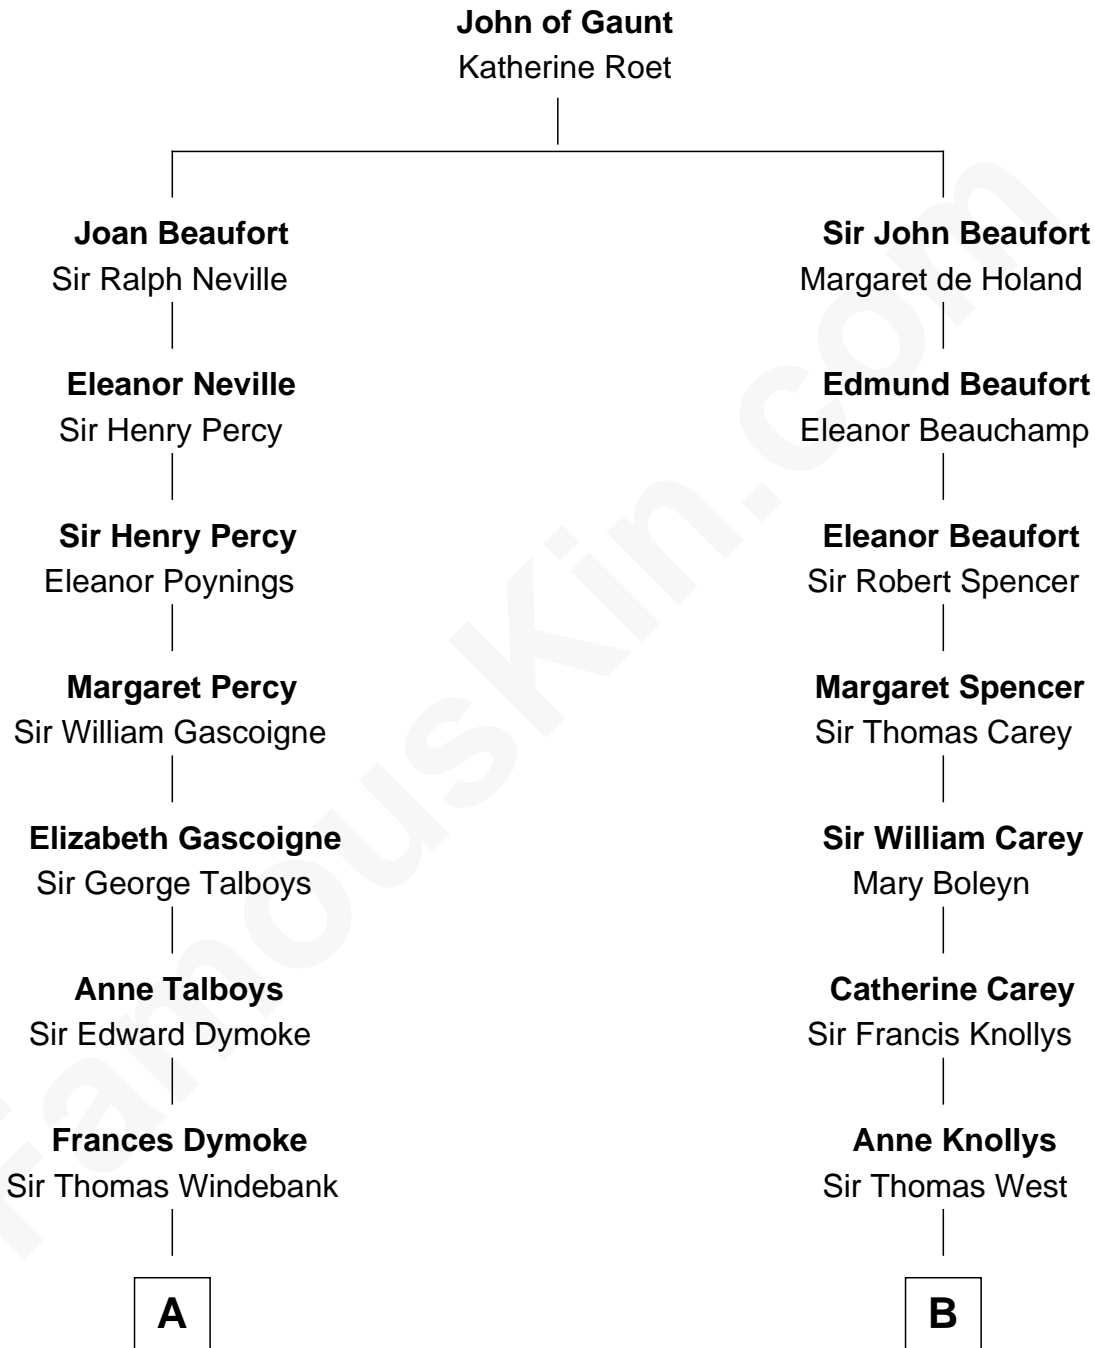 John of Gaunt
Katherine Roet
Joan Beaufort
Sir Ralph Neville
Sir John Beaufort
Margaret de Holand
Eleanor Neville
Sir Henry Percy
Edmund Beaufort
Eleanor Beauchamp
Sir Henry Percy
Eleanor Poynings
Eleanor Beaufort
Sir Robert Spencer
Margaret Percy
Sir William Gascoigne
Margaret Spencer
Sir Thomas Carey
Elizabeth Gascoigne
Sir George Talboys
Sir William Carey
Mary Boleyn
Anne Talboys
Sir Edward Dymoke
Catherine Carey
Sir Francis Knollys
Frances Dymoke
Sir Thomas Windebank
Anne Knollys
Sir Thomas West
A
B
FamousKin.com